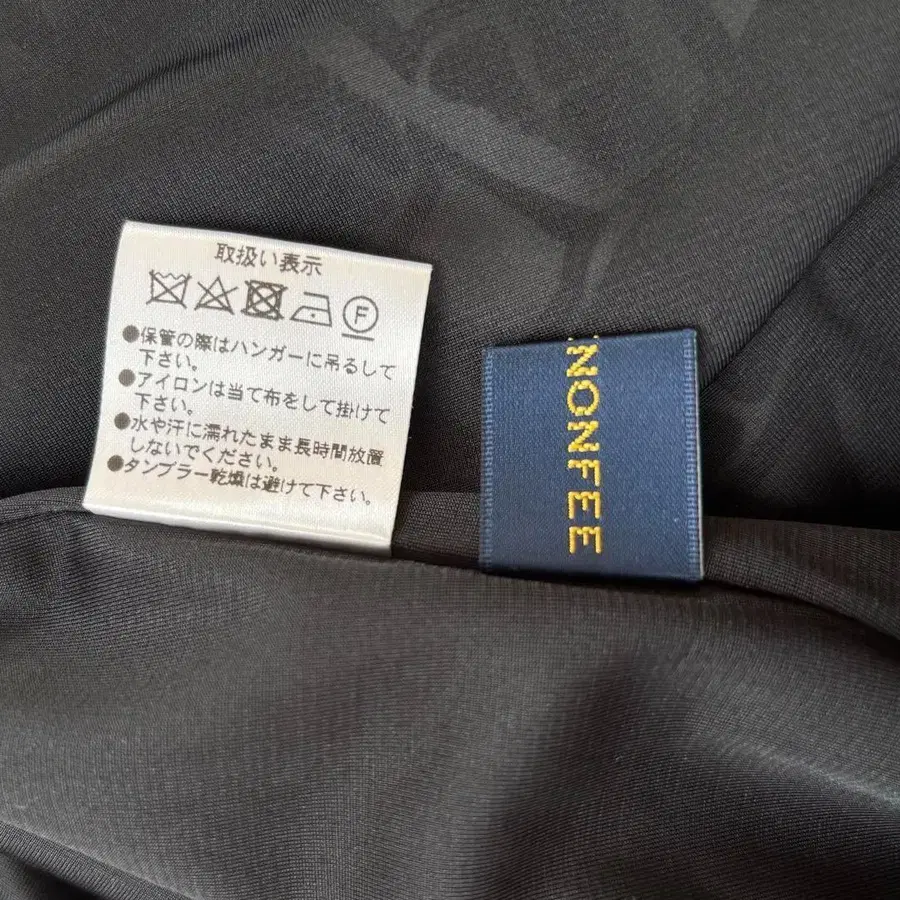 取扱い表示
F
●保管の際はハンガーに吊るして
下さい。
●アイロンは当て布をして掛けて
下さい。
●水や汗に濡れたまま長時間放置
しないでください。
●タンブラー乾燥は避けて下さい。
NONFEE